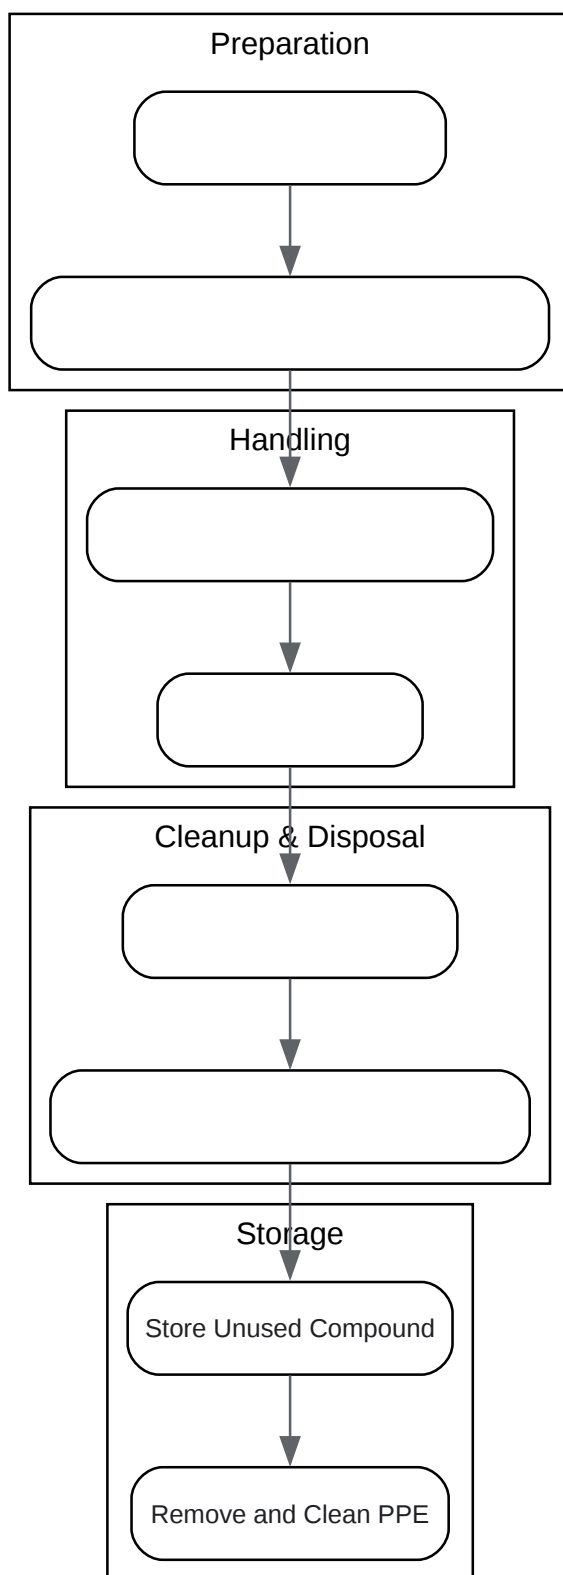 Preparation
Handling
Cleanup & Disposal
Storage
Store Unused Compound
Remove and Clean PPE